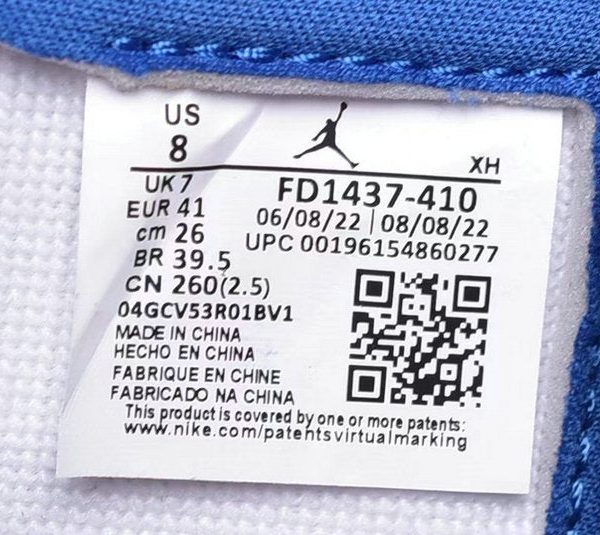 US
8
XH
UK 7
FD1437-410
EUR 41
06/08/22 | 08/08/22
cm 26
UPC 00196154860277
BR 39.5
CN 260(2.5)
04GCV53R01BV1
MADE IN CHINA
HECHO EN CHINA
FABRIQUE EN CHINE
FABRICADO NA CHINA
This product is covered by one or more patents:
www.nike.com/patentsvirtualmarking